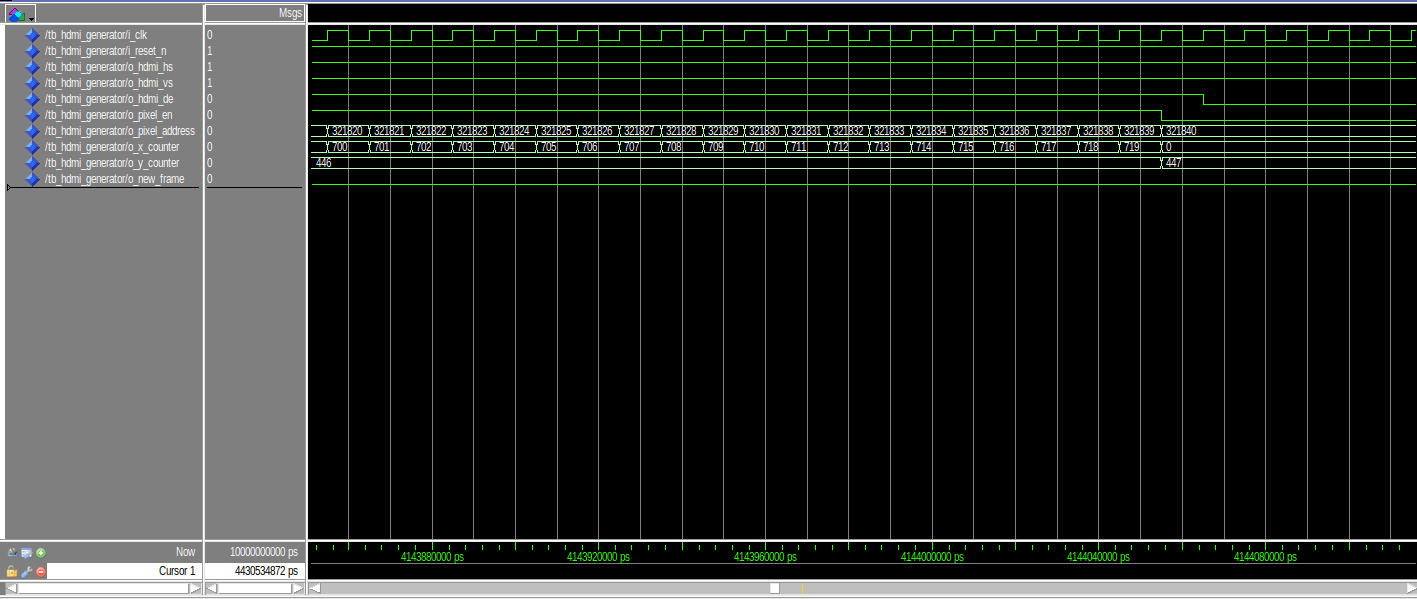 Msgs
/tb_hdmi_generator/i_clk 0
/tb_hdmi_generator/i_reset_n 1
/tb_hdmi_generator/o_hdmi_hs 1
/tb_hdmi_generator/o_hdmi_vs 1
/tb_hdmi_generator/o_hdmi_de 0
/tb_hdmi_generator/o_pixel_en 0
/tb_hdmi_generator/o_pixel_address 0 321820 321821 321822 321823 321824 321825 321826 321827 321828 321829 321830 321831 321832 321833 321834 321835 321836 321837 321838 321839 321840
/tb_hdmi_generator/o_x_counter 0 700 701 702 703 704 705 706 707 708 709 710 711 712 713 714 715 716 717 718 719 0
/tb_hdmi_generator/o_y_counter 0 446 447
/tb_hdmi_generator/o_new_frame 0
Now 10000000000 ps 4143880000 ps 4143920000 ps 4143960000 ps 4144000000 ps 4144040000 ps 4144080000 ps
Cursor 1 4430534872 ps